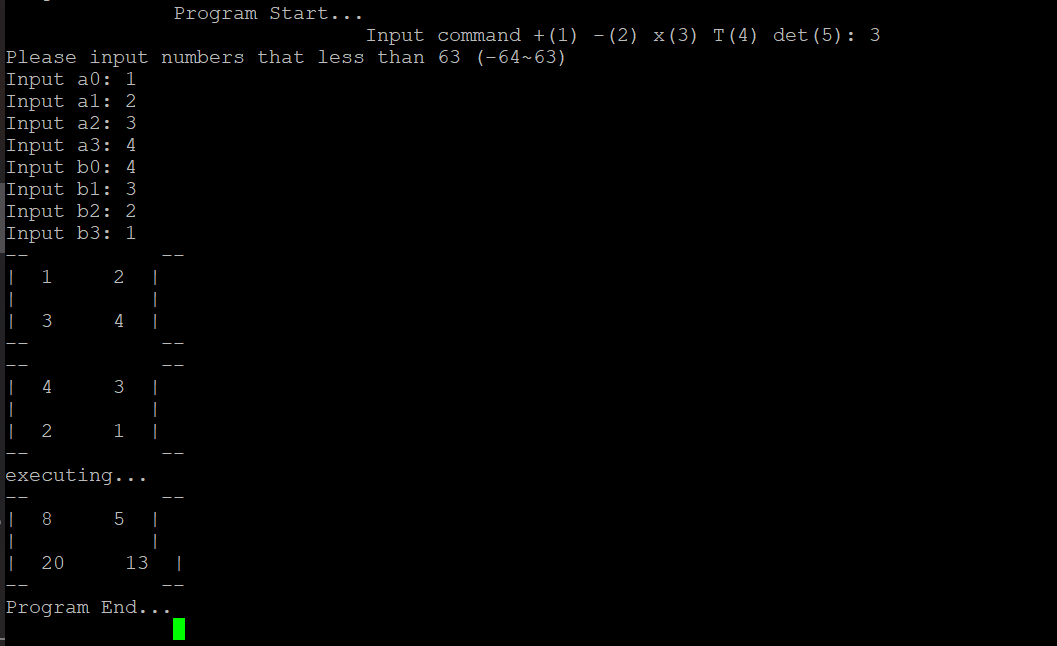 Program Start...
Input command +(1) -(2) x(3) T(4) det(5): 3
Please input numbers that less than 63 (-64~63)
Input a0: 1
Input a1: 2
Input a2: 3
Input a3: 4
Input b0: 4
Input b1: 3
Input b2: 2
Input b3: 1
--           --
|  1     2  |
|           |
|  3     4  |
--           --
--           --
|  4     3  |
|           |
|  2     1  |
--           --
executing...
--           --
|  8     5  |
|           |
|  20     13  |
--           --
Program End...